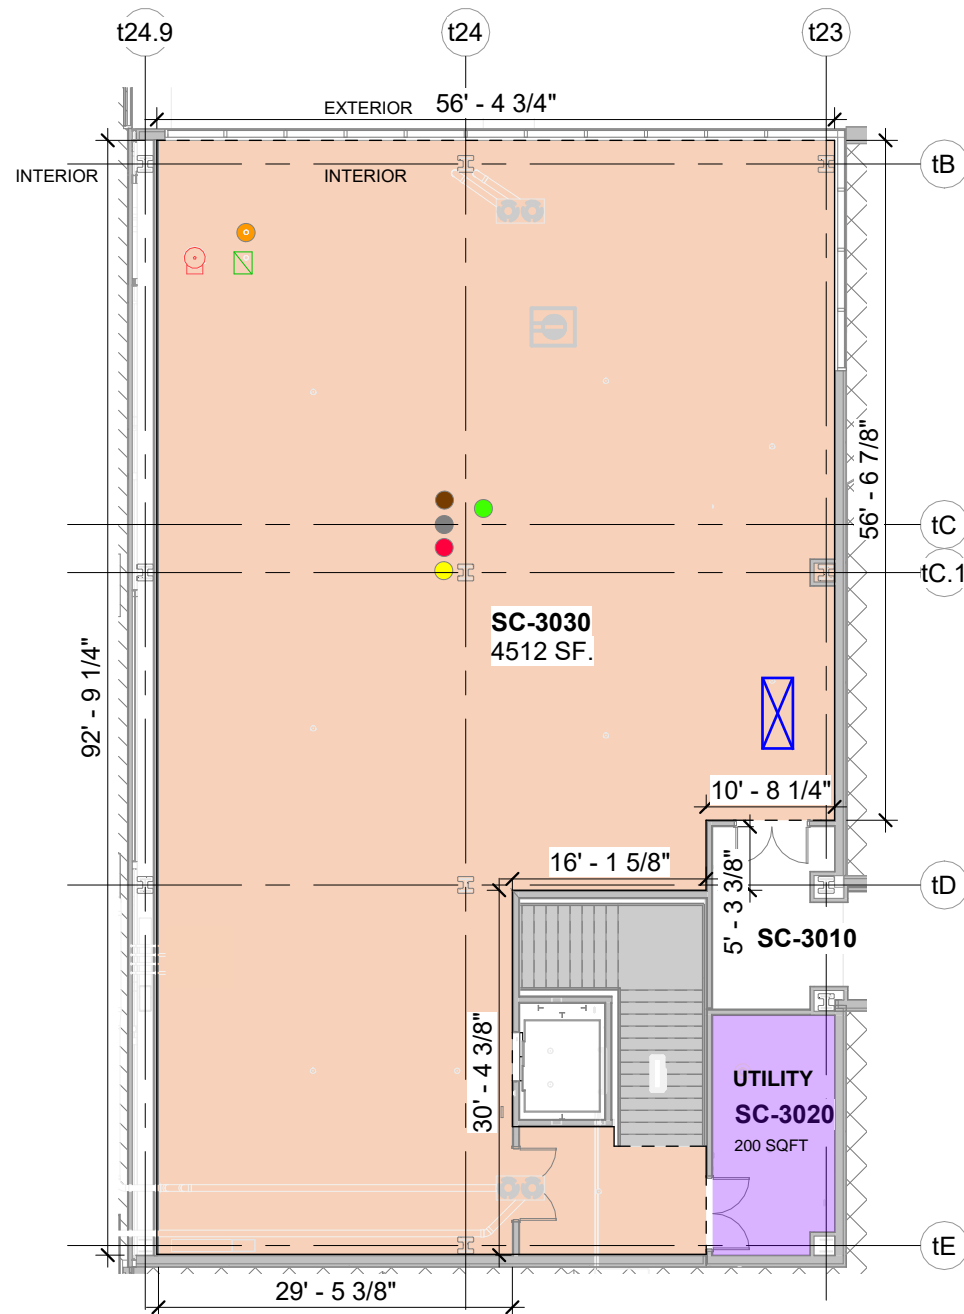 t24.9
t24
t23
EXTERIOR
56' - 4 3/4"
INTERIOR
INTERIOR
tB
56' - 6 7/8"
tC
tC.1
SC-3030
4512 SF.
92' - 9 1/4"
10' - 8 1/4"
16' - 1 5/8"
5' - 3 3/8"
tD
SC-3010
30' - 4 3/8"
UTILITY
SC-3020
200 SQFT
tE
29' - 5 3/8"